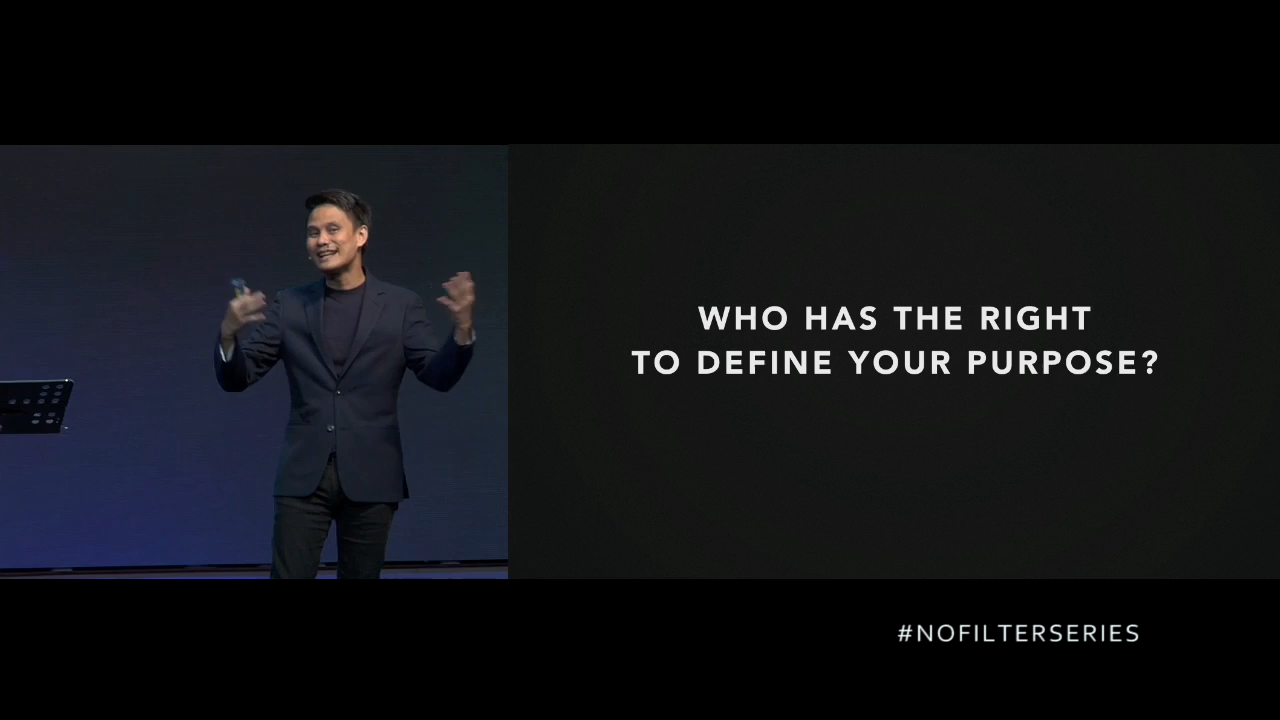 WHO HAS THE RIGHT
TO DEFINE YOUR PURPOSE?
#NOFILTERSERIES